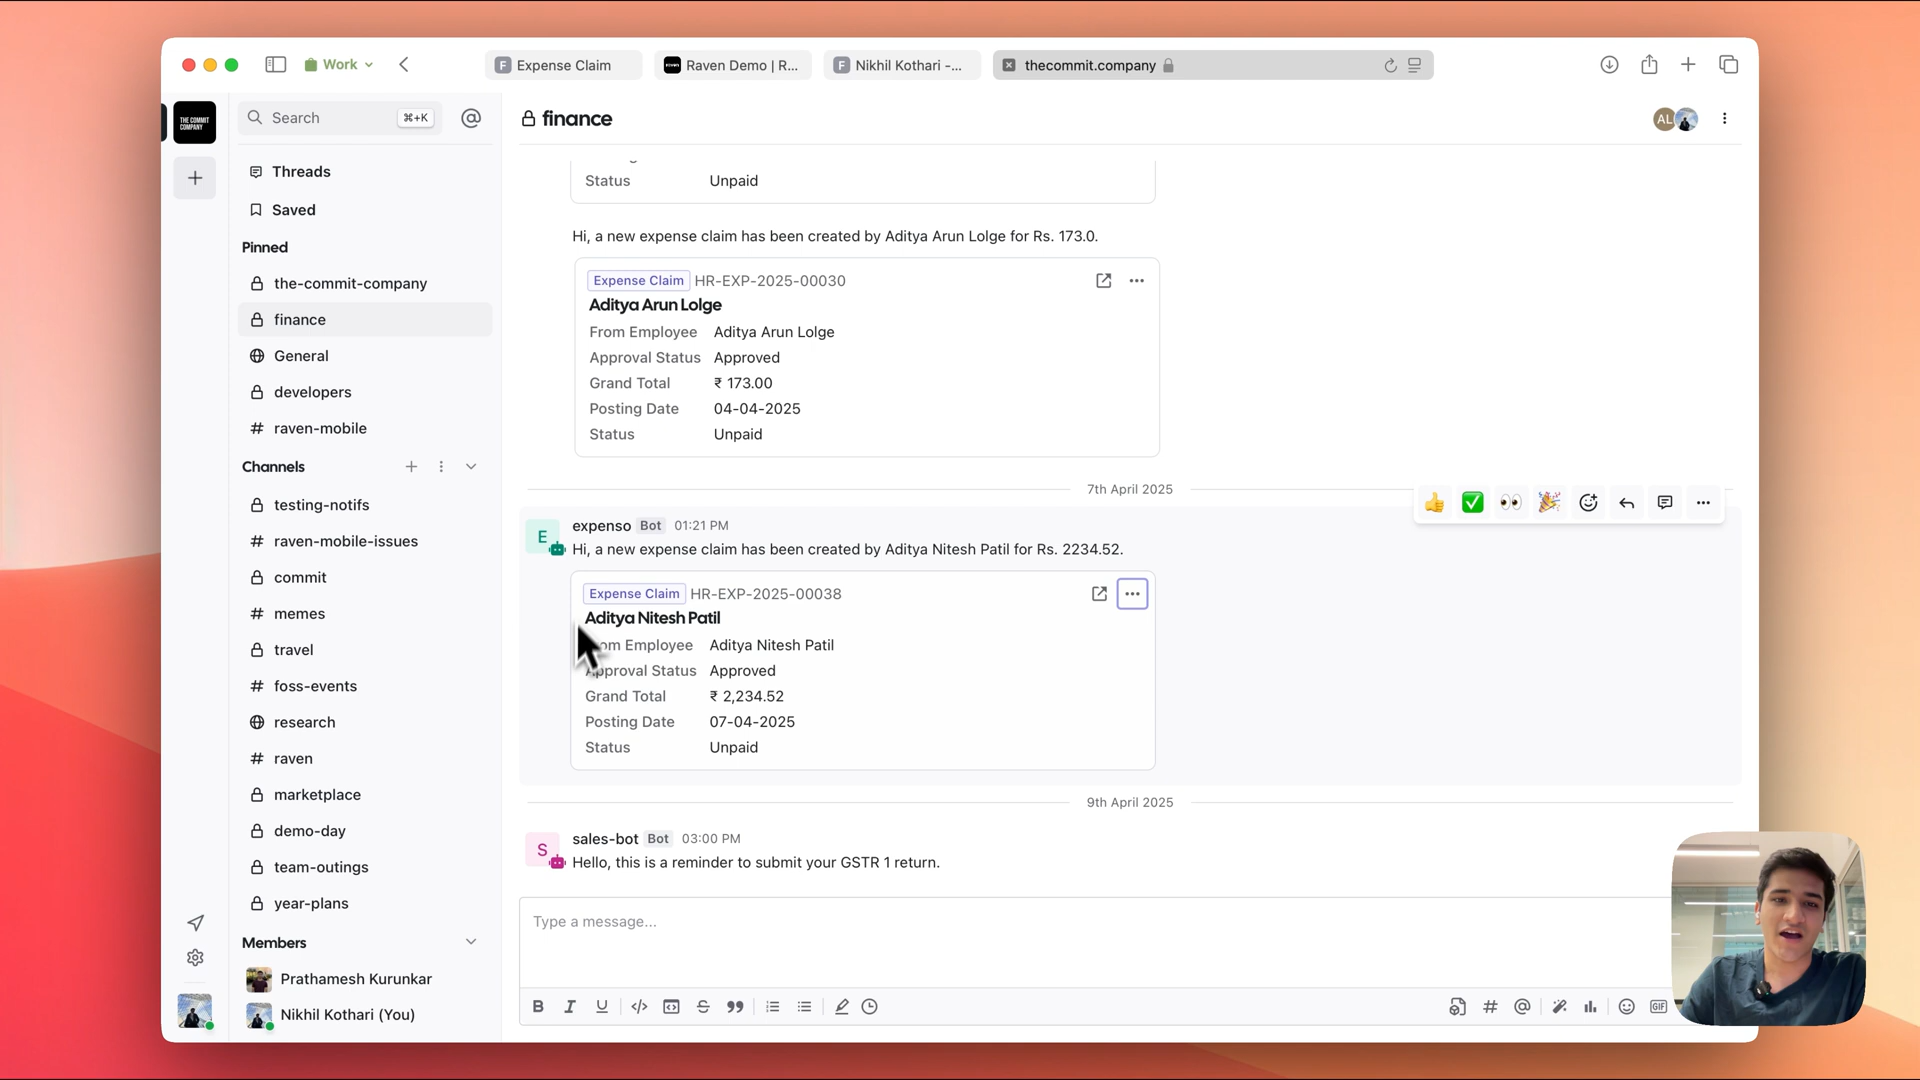 Work
Expense Claim
Raven Demo | R...
Nikhil Kothari -...
thecommit.company
THE COMMIT
COMPANY
Search
⌘+K
Threads
Saved
Pinned
the-commit-company
finance
General
developers
raven-mobile
Channels
testing-notifs
raven-mobile-issues
commit
memes
travel
foss-events
research
raven
marketplace
demo-day
team-outings
year-plans
Members
Prathamesh Kurunkar
Nikhil Kothari (You)
finance
AL
Status Unpaid
Hi, a new expense claim has been created by Aditya Arun Lolge for Rs. 173.0.
Expense Claim HR-EXP-2025-00030
Aditya Arun Lolge
From Employee Aditya Arun Lolge
Approval Status Approved
Grand Total ₹ 173.00
Posting Date 04-04-2025
Status Unpaid
7th April 2025
E
expenso Bot 01:21 PM
Hi, a new expense claim has been created by Aditya Nitesh Patil for Rs. 2234.52.
Expense Claim HR-EXP-2025-00038
Aditya Nitesh Patil
From Employee Aditya Nitesh Patil
Approval Status Approved
Grand Total ₹ 2,234.52
Posting Date 07-04-2025
Status Unpaid
9th April 2025
S
sales-bot Bot 03:00 PM
Hello, this is a reminder to submit your GSTR 1 return.
Type a message...
B I U
GIF